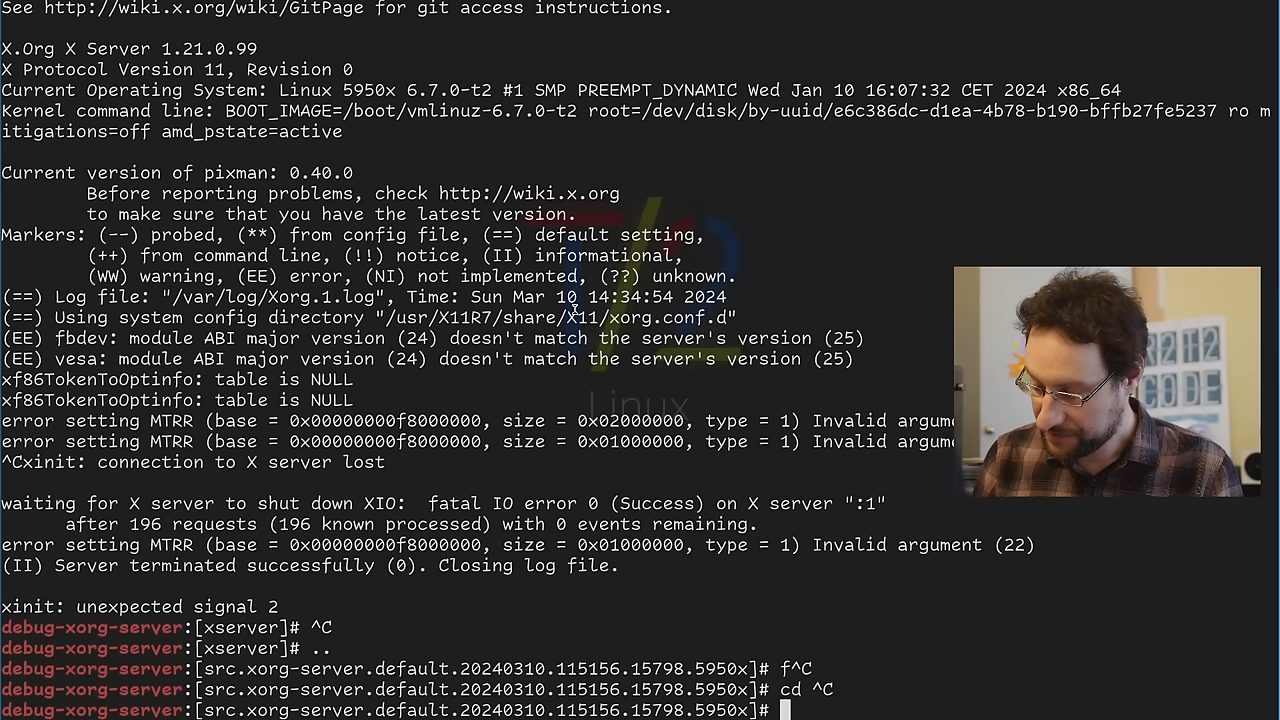 See http://wiki.x.org/wiki/GitPage for git access instructions.
X.Org X Server 1.21.0.99
X Protocol Version 11, Revision 0
Current Operating System: Linux 5950x 6.7.0-t2 #1 SMP PREEMPT_DYNAMIC Wed Jan 10 16:07:32 CET 2024 x86_64
Kernel command line: BOOT_IMAGE=/boot/vmlinuz-6.7.0-t2 root=/dev/disk/by-uuid/e6c386dc-d1ea-4b78-b190-bffb27fe5237 ro m
itigations=off amd_pstate=active
Current version of pixman: 0.40.0
Before reporting problems, check http://wiki.x.org
to make sure that you have the latest version.
Markers: (--) probed, (**) from config file, (==) default setting,
(++) from command line, (!!) notice, (II) informational,
(WW) warning, (EE) error, (NI) not implemented, (??) unknown.
(==) Log file: "/var/log/Xorg.1.log", Time: Sun Mar 10 14:34:54 2024
(==) Using system config directory "/usr/X11R7/share/X11/xorg.conf.d"
(EE) fbdev: module ABI major version (24) doesn't match the server's version (25)
(EE) vesa: module ABI major version (24) doesn't match the server's version (25)
xf86TokenToOptinfo: table is NULL
xf86TokenToOptinfo: table is NULL
error setting MTRR (base = 0x00000000f8000000, size = 0x02000000, type = 1) Invalid argume
error setting MTRR (base = 0x00000000f8000000, size = 0x01000000, type = 1) Invalid argume
^Cxinit: connection to X server lost
waiting for X server to shut down XIO:  fatal IO error 0 (Success) on X server ":1"
after 196 requests (196 known processed) with 0 events remaining.
error setting MTRR (base = 0x00000000f8000000, size = 0x01000000, type = 1) Invalid argument (22)
(II) Server terminated successfully (0). Closing log file.
xinit: unexpected signal 2
debug-xorg-server:[xserver]# ^C
debug-xorg-server:[xserver]# ..
debug-xorg-server:[src.xorg-server.default.20240310.115156.15798.5950x]# f^C
debug-xorg-server:[src.xorg-server.default.20240310.115156.15798.5950x]# cd ^C
debug-xorg-server:[src.xorg-server.default.20240310.115156.15798.5950x]#
T/2
Linux
R2T2
CODE